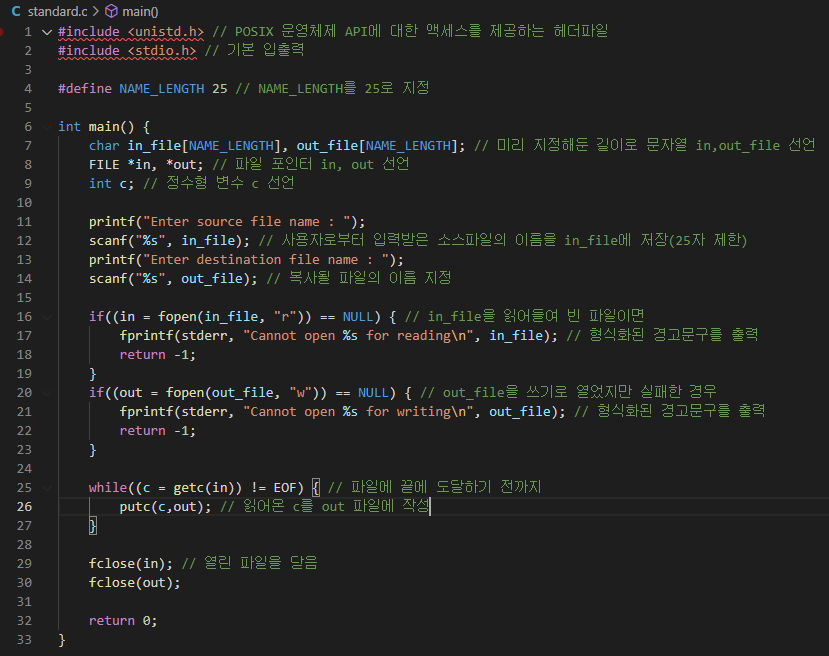 standard.c > main()
1 #include <unistd.h> // POSIX 운영체제 API에 대한 액세스를 제공하는 헤더파일
2 #include <stdio.h> // 기본 입출력
3
4 #define NAME_LENGTH 25 // NAME_LENGTH를 25로 지정
5
6 int main() {
7 char in_file[NAME_LENGTH], out_file[NAME_LENGTH]; // 미리 지정해둔 길이로 문자열 in,out_file 선언
8 FILE *in, *out; // 파일 포인터 in, out 선언
9 int c; // 정수형 변수 c 선언
10
11 printf("Enter source file name : ");
12 scanf("%s", in_file); // 사용자로부터 입력받은 소스파일의 이름을 in_file에 저장(25자 제한)
13 printf("Enter destination file name : ");
14 scanf("%s", out_file); // 복사될 파일의 이름 지정
15
16 if((in = fopen(in_file, "r")) == NULL) { // in_file을 읽어들여 빈 파일이면
17 fprintf(stderr, "Cannot open %s for reading\n", in_file); // 형식화된 경고문구를 출력
18 return -1;
19 }
20 if((out = fopen(out_file, "w")) == NULL) { // out_file을 쓰기로 열었지만 실패한 경우
21 fprintf(stderr, "Cannot open %s for writing\n", out_file); // 형식화된 경고문구를 출력
22 return -1;
23 }
24
25 while((c = getc(in)) != EOF) { // 파일에 끝에 도달하기 전까지
26 putc(c,out); // 읽어온 c를 out 파일에 작성
27 }
28
29 fclose(in); // 열린 파일을 닫음
30 fclose(out);
31
32 return 0;
33 }